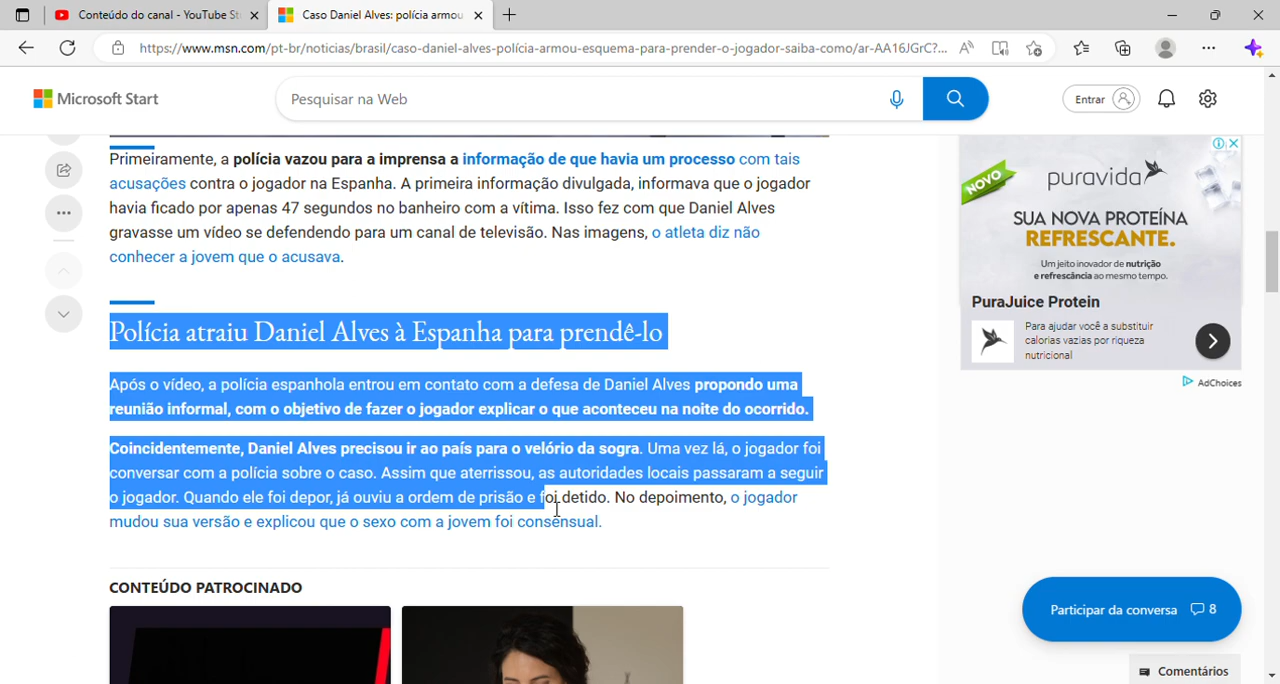 Conteúdo do canal - YouTube St
Caso Daniel Alves: polícia armou
https://www.msn.com/pt-br/noticias/brasil/caso-daniel-alves-polícia-armou-esquema-para-prender-o-jogador-saiba-como/ar-AA16JGrC?...
Microsoft Start
Pesquisar na Web
Entrar
Primeiramente, a polícia vazou para a imprensa a informação de que havia um processo com tais
acusações contra o jogador na Espanha. A primeira informação divulgada, informava que o jogador
havia ficado por apenas 47 segundos no banheiro com a vítima. Isso fez com que Daniel Alves
gravasse um vídeo se defendendo para um canal de televisão. Nas imagens, o atleta diz não
conhecer a jovem que o acusava.
Polícia atraiu Daniel Alves à Espanha para prendê-lo
Após o vídeo, a polícia espanhola entrou em contato com a defesa de Daniel Alves propondo uma
reunião informal, com o objetivo de fazer o jogador explicar o que aconteceu na noite do ocorrido.
Coincidentemente, Daniel Alves precisou ir ao país para o velório da sogra. Uma vez lá, o jogador foi
conversar com a polícia sobre o caso. Assim que aterrissou, as autoridades locais passaram a seguir
o jogador. Quando ele foi depor, já ouviu a ordem de prisão e foi detido. No depoimento, o jogador
mudou sua versão e explicou que o sexo com a jovem foi consensual.
CONTEÚDO PATROCINADO
NOVO
puravida
SUA NOVA PROTEÍNA
REFRESCANTE.
Um jeito inovador de nutrição
e refrescância ao mesmo tempo.
PuraJuice Protein
Para ajudar você a substituir
calorias vazias por riqueza
nutricional
AdChoices
Participar da conversa 8
Comentários